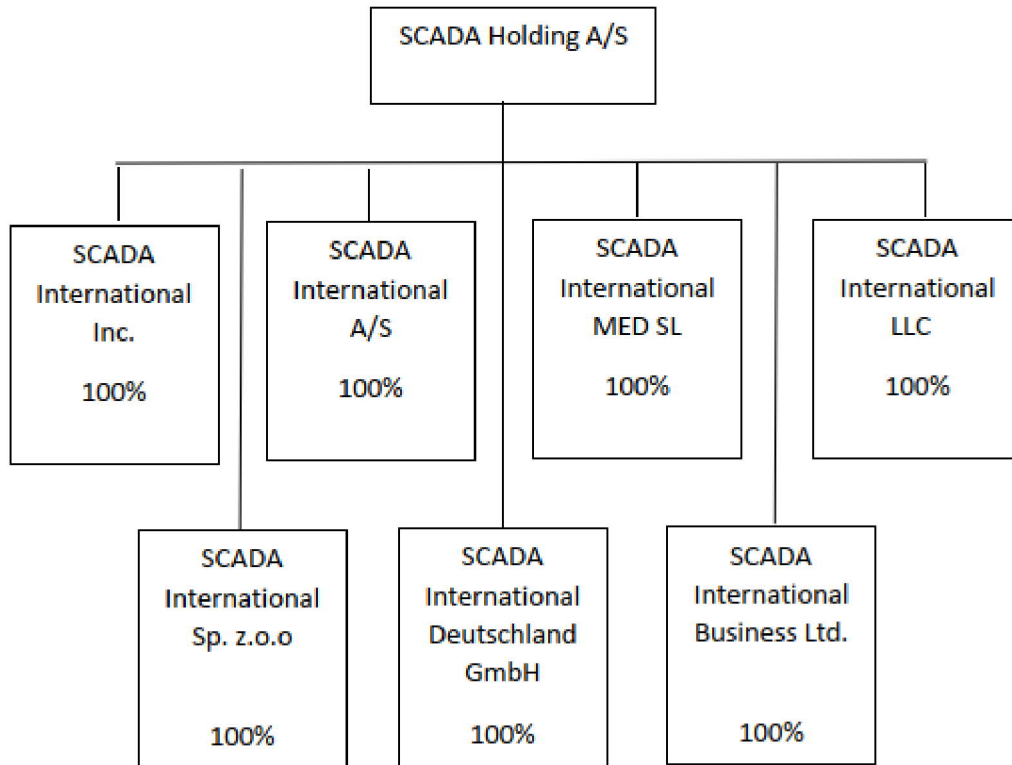 SCADA Holding A/S
SCADA
International
Inc.
100%
SCADA
International
A/S
100%
SCADA
International
MED SL
100%
SCADA
International
LLC
100%
SCADA
International
Sp. z.o.o
100%
SCADA
International
Deutschland
GmbH
100%
SCADA
International
Business Ltd.
100%